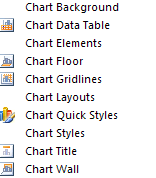 Chart Background
Chart Data Table
Chart Elements
Chart Floor
Chart Gridlines
Chart Layouts
Chart Quick Styles
Chart Styles
Chart Title
Chart Wall